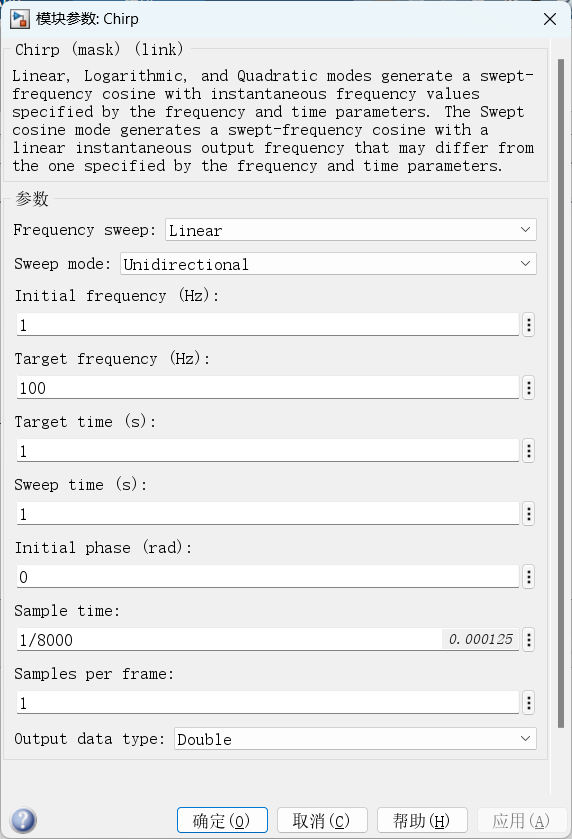 模块参数: Chirp
Chirp (mask) (link)
Linear, Logarithmic, and Quadratic modes generate a swept-
frequency cosine with instantaneous frequency values
specified by the frequency and time parameters. The Swept
cosine mode generates a swept-frequency cosine with a
linear instantaneous output frequency that may differ from
the one specified by the frequency and time parameters.
参数
Frequency sweep: Linear
Sweep mode: Unidirectional
Initial frequency (Hz):
1
Target frequency (Hz):
100
Target time (s):
1
Sweep time (s):
1
Initial phase (rad):
0
Sample time:
1/8000 0.000125
Samples per frame:
1
Output data type: Double
确定(O) 取消(C) 帮助(H) 应用(A)